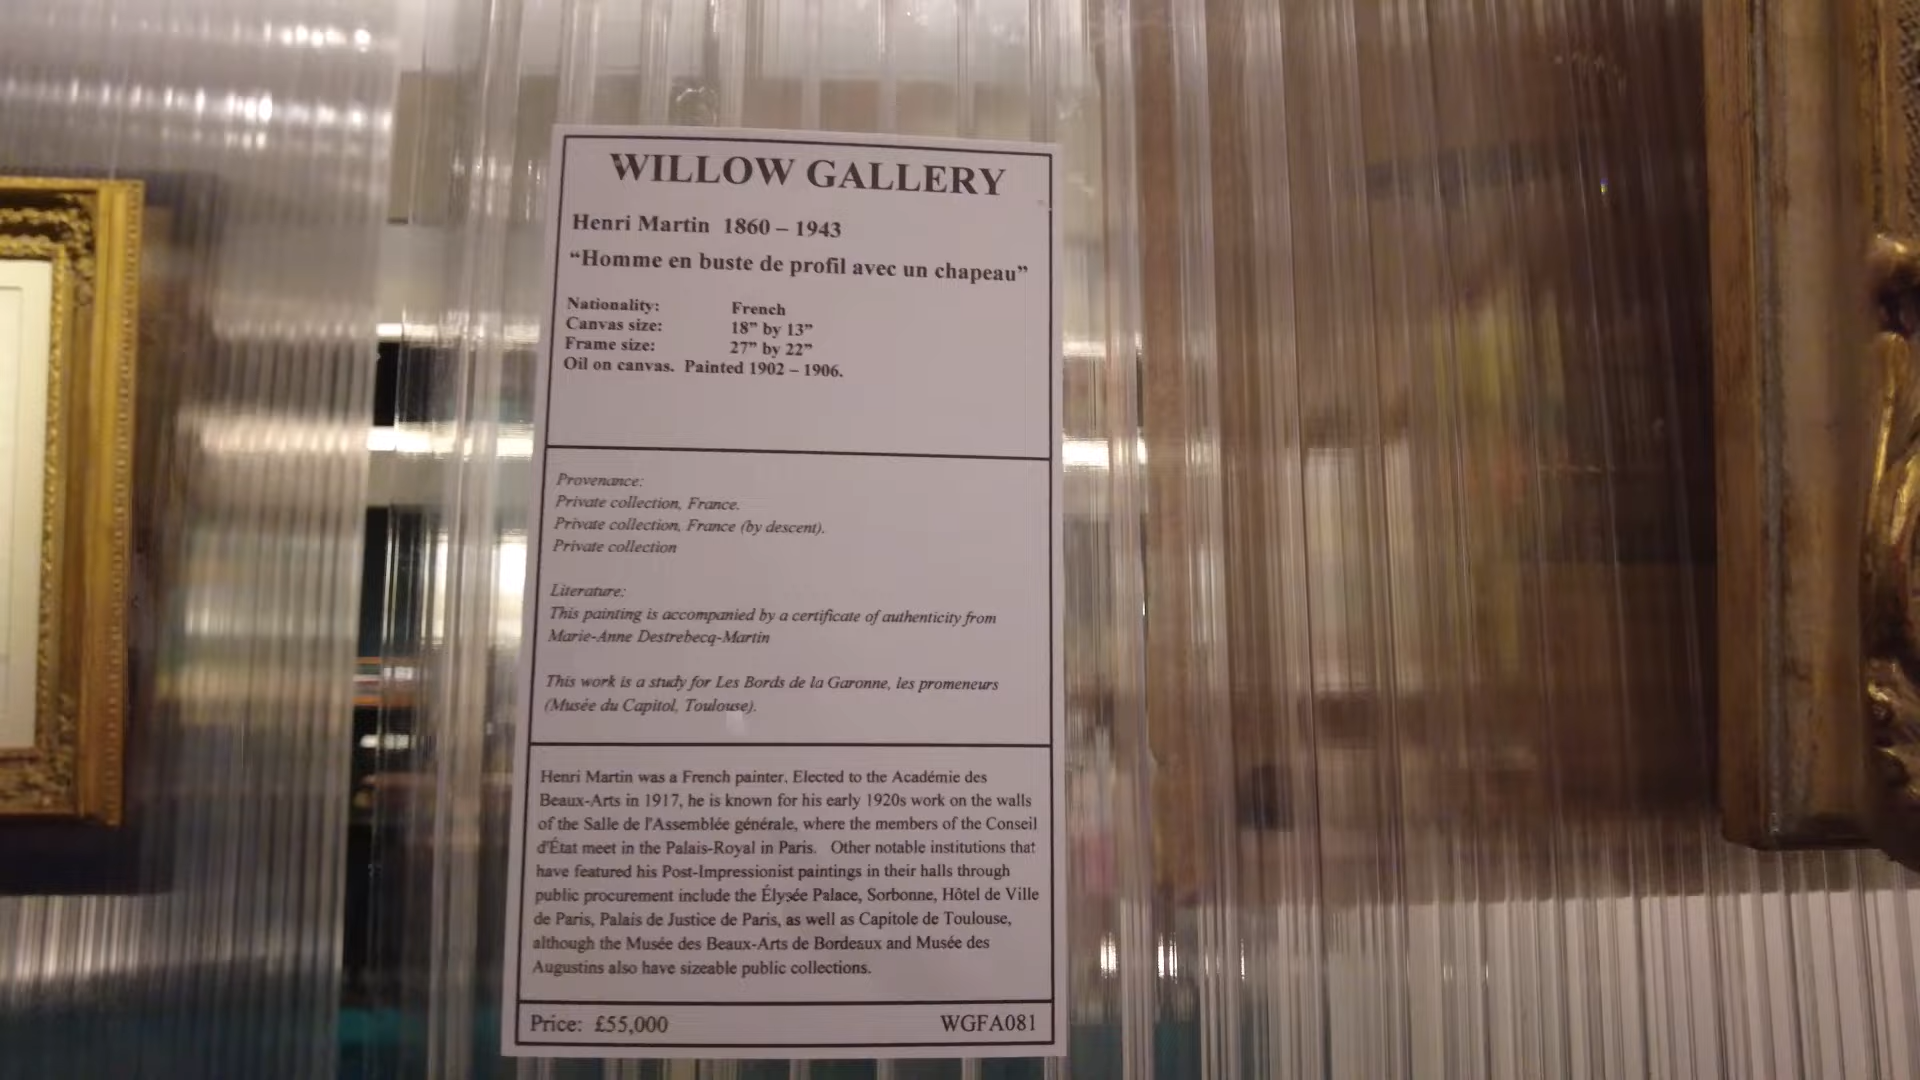 WILLOW GALLERY
Henri Martin 1860 – 1943
“Homme en buste de profil avec un chapeau”
Nationality: French
Canvas size: 18” by 13”
Frame size: 27” by 22”
Oil on canvas. Painted 1902 – 1906.
Provenance:
Private collection, France.
Private collection, France (by descent).
Private collection
Literature:
This painting is accompanied by a certificate of authenticity from
Marie-Anne Destrebecq-Martin
This work is a study for Les Bords de la Garonne, les promeneurs
(Musée du Capitol, Toulouse).
Henri Martin was a French painter. Elected to the Académie des
Beaux-Arts in 1917, he is known for his early 1920s work on the walls
of the Salle de l'Assemblée générale, where the members of the Conseil
d'État meet in the Palais-Royal in Paris. Other notable institutions that
have featured his Post-Impressionist paintings in their halls through
public procurement include the Élysée Palace, Sorbonne, Hôtel de Ville
de Paris, Palais de Justice de Paris, as well as Capitole de Toulouse,
although the Musée des Beaux-Arts de Bordeaux and Musée des
Augustins also have sizeable public collections.
Price: £55,000 WGFA081